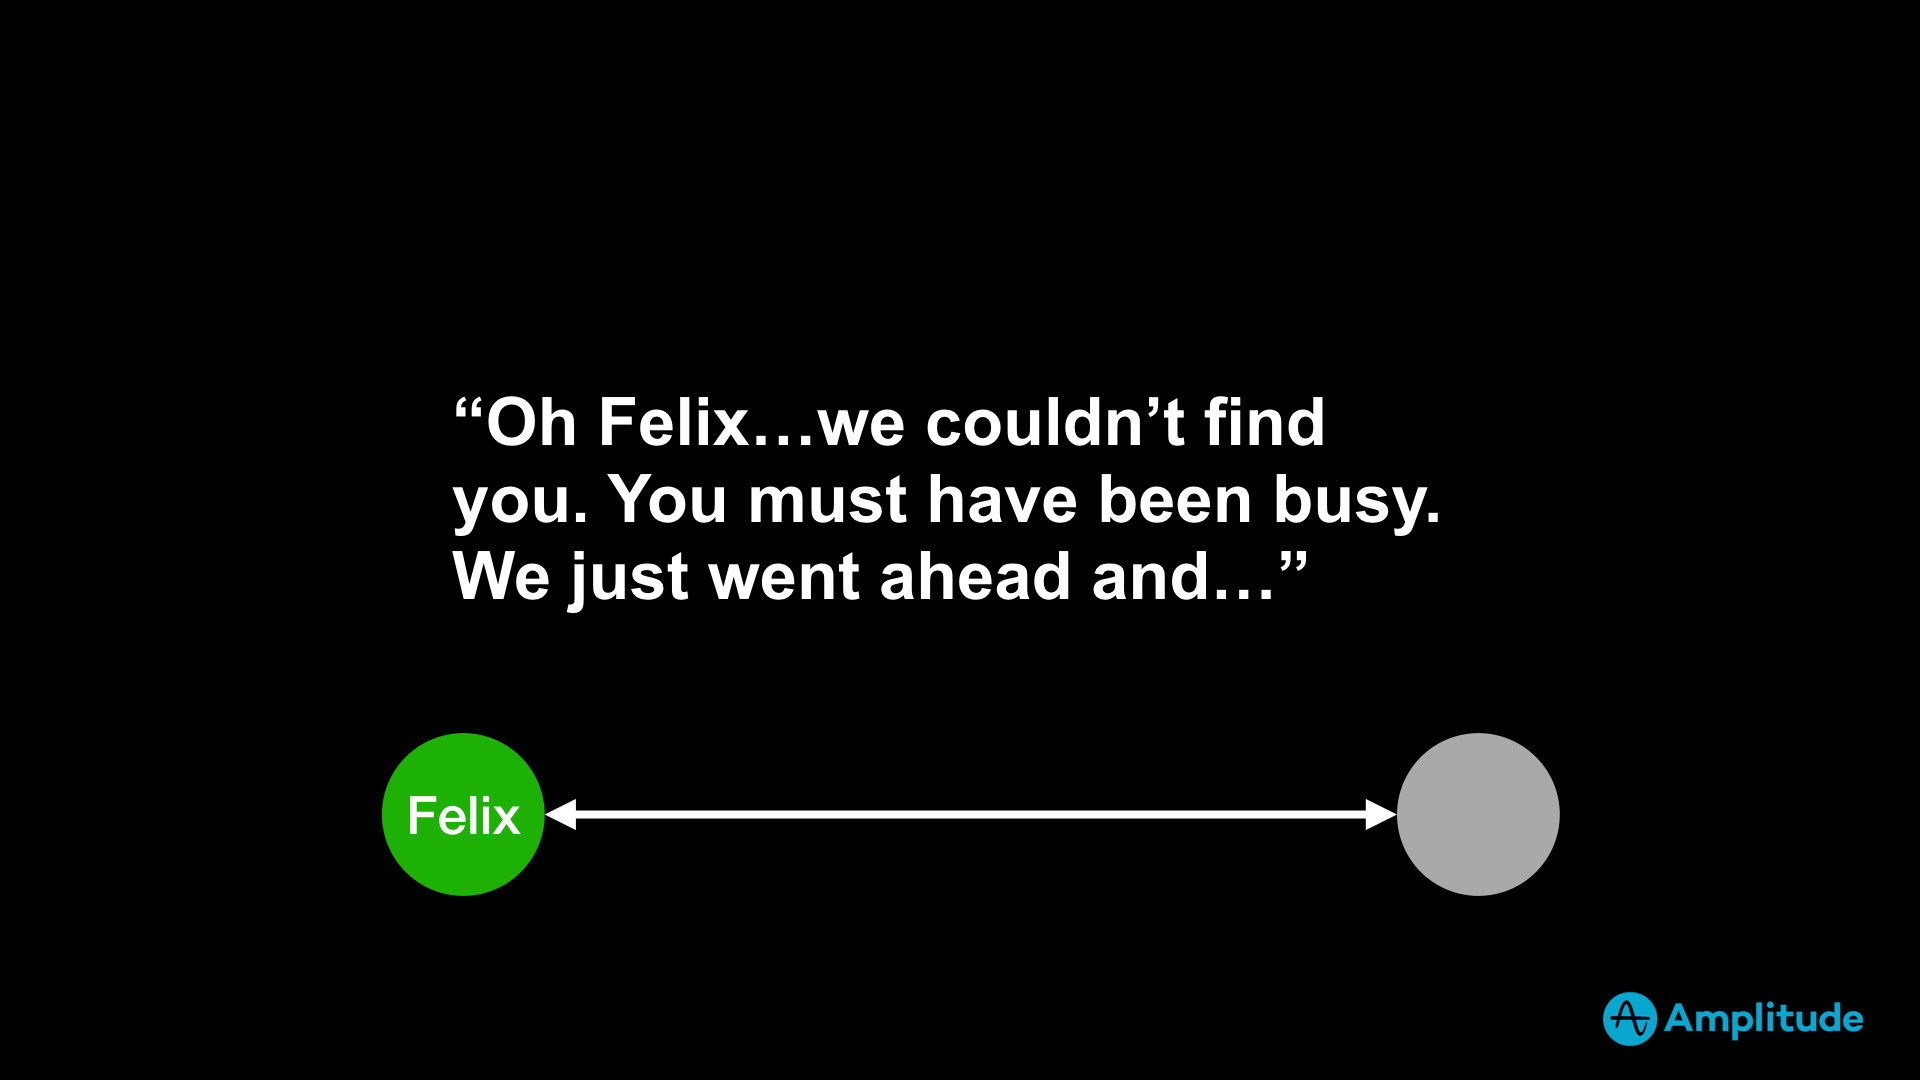 “Oh Felix…we couldn’t find
you. You must have been busy.
We just went ahead and…”
Felix
Amplitude